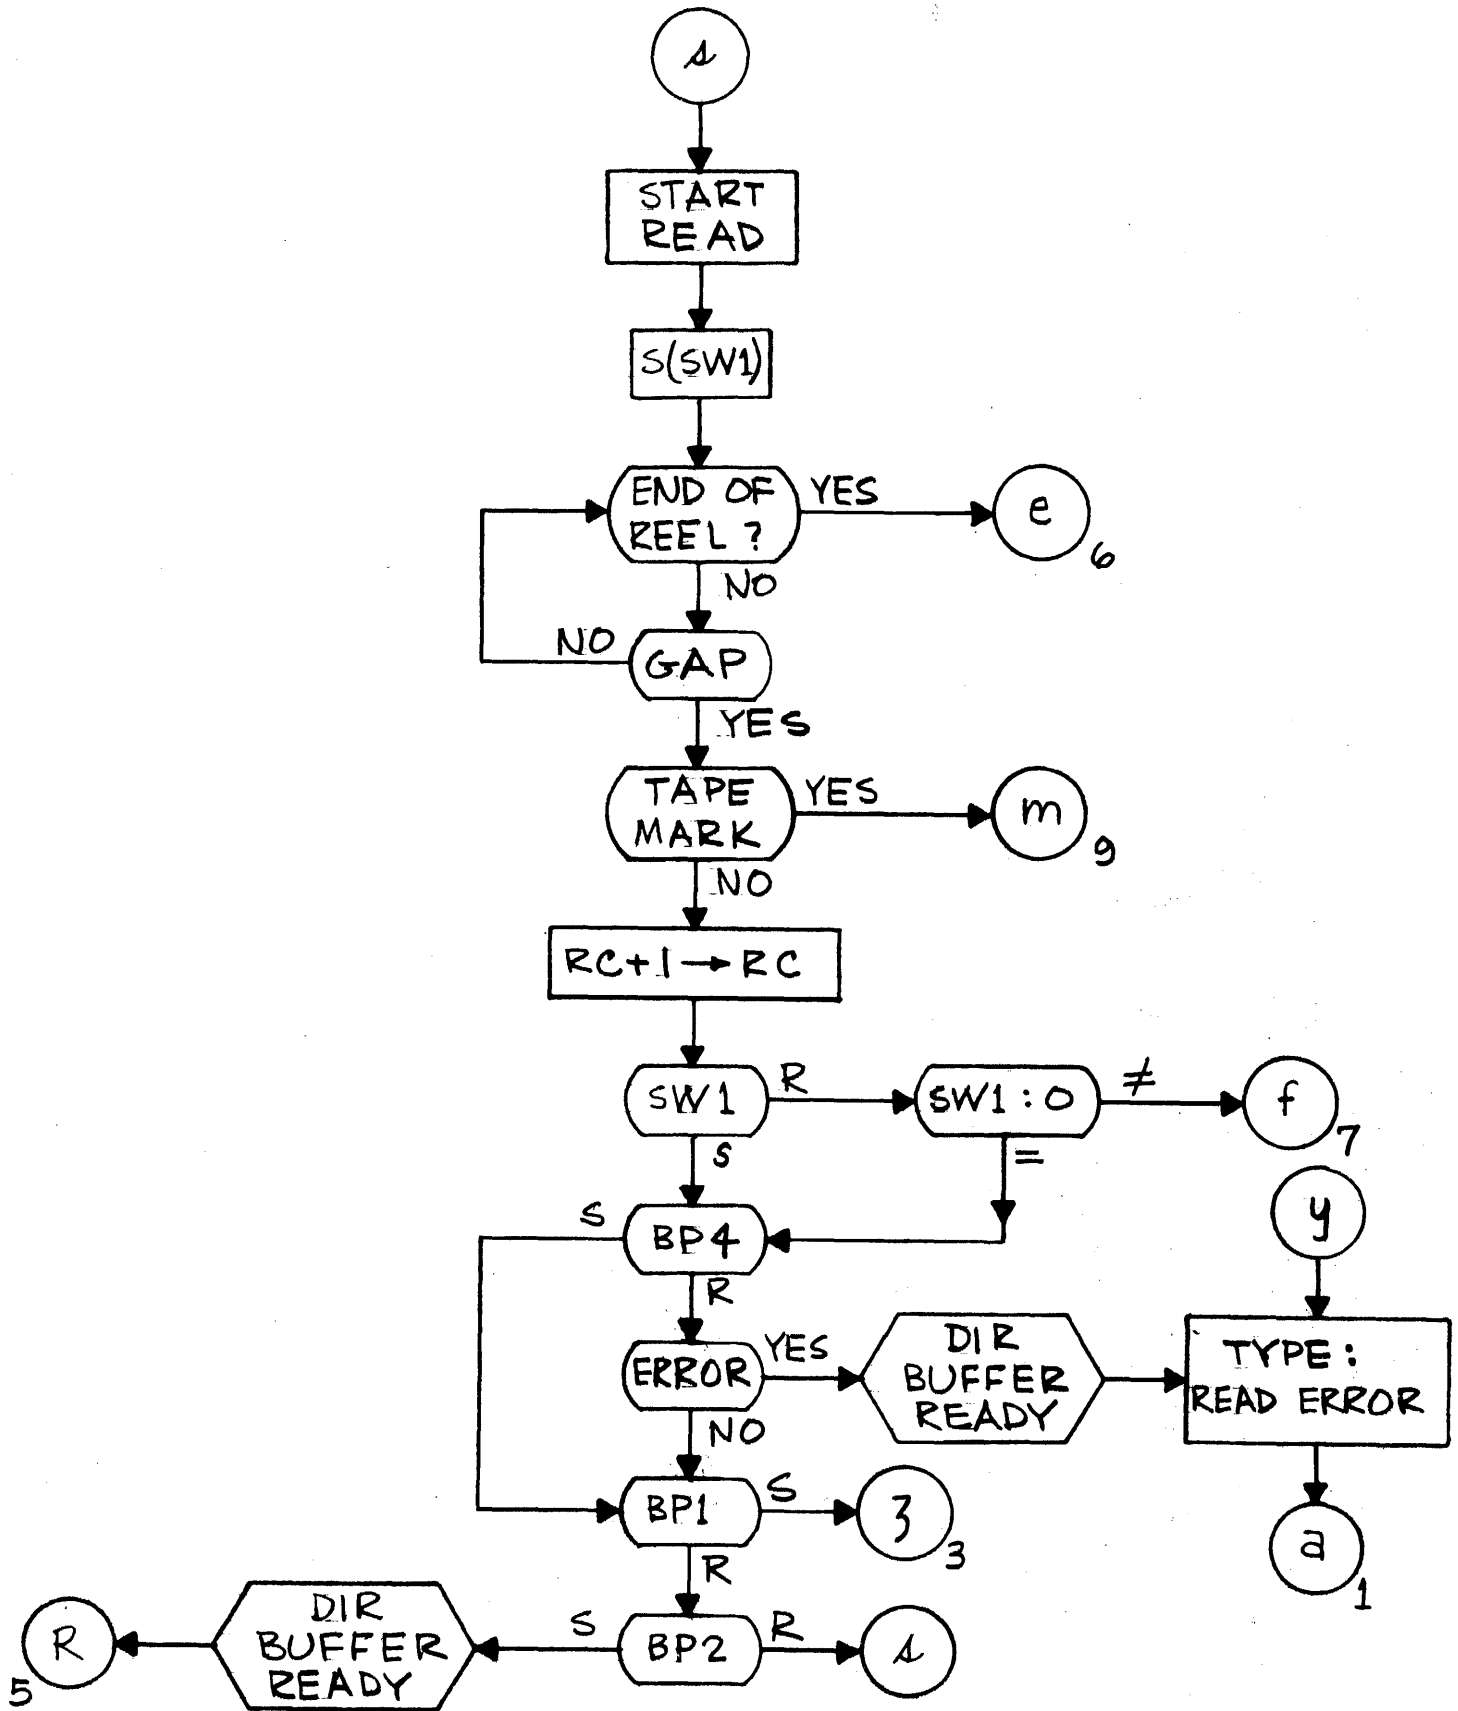 s
START
READ
S(SW1)
END OF
REEL?
YES
e
6
NO
NO
GAP
YES
TAPE
MARK
YES
m
9
NO
RC+1→RC
SW1
R
SW1:0
≠
f
7
S
=
y
S
BP4
R
ERROR
YES
DIR
BUFFER
READY
TYPE:
READ ERROR
NO
BP1
S
z
3
a
1
R
R
5
DIR
BUFFER
READY
S
BP2
R
s